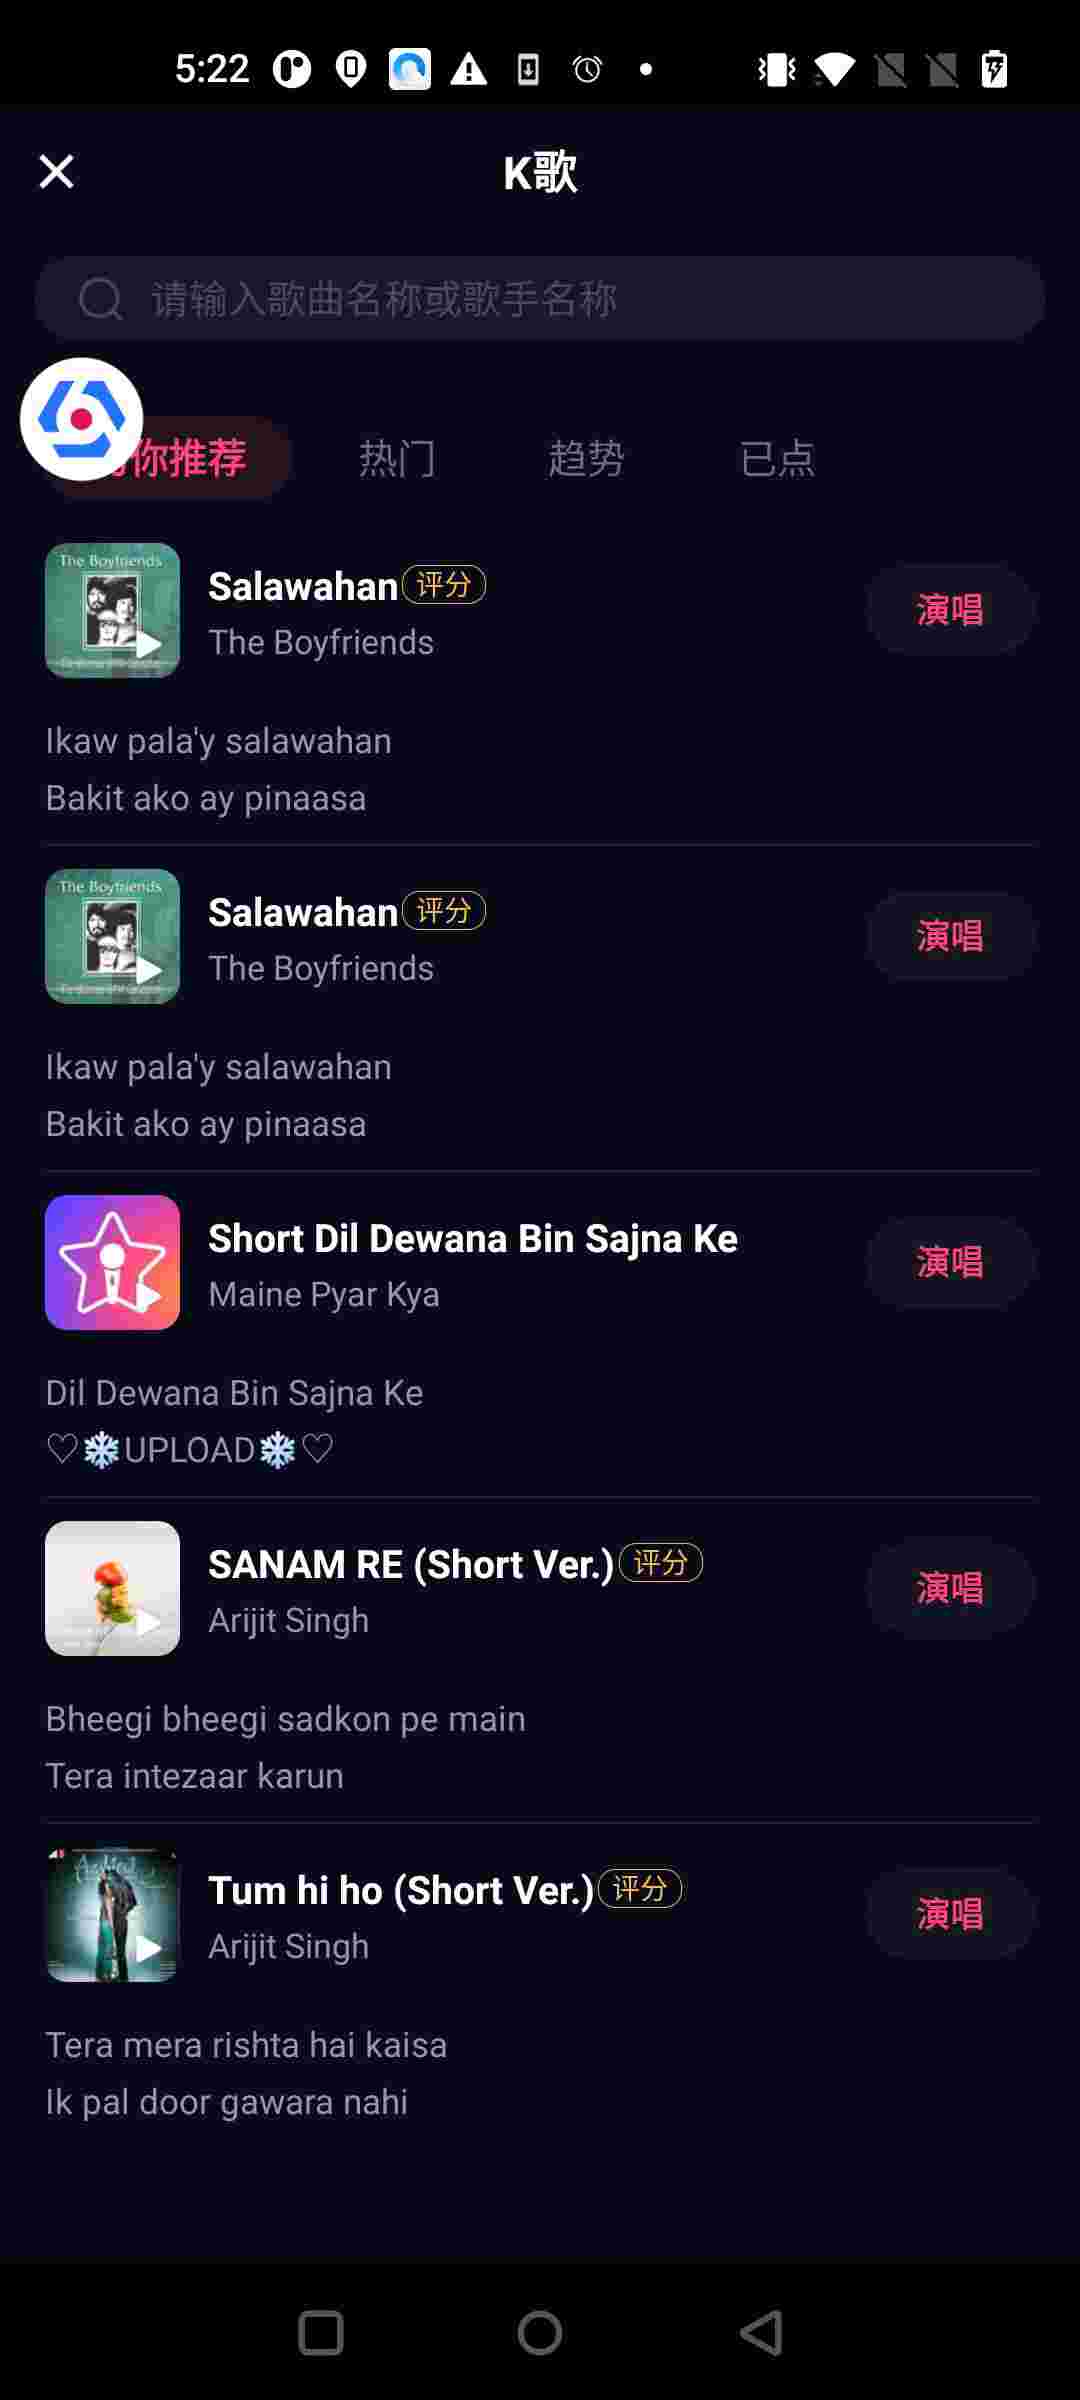 5:22
K歌
请输入歌曲名称或歌手名称
你推荐 热门 趋势 已点
The Boyfriends
Salawahan 评分
The Boyfriends
演唱
Ikaw pala'y salawahan
Bakit ako ay pinaasa
The Boyfriends
Salawahan 评分
The Boyfriends
演唱
Ikaw pala'y salawahan
Bakit ako ay pinaasa
Short Dil Dewana Bin Sajna Ke
Maine Pyar Kya
演唱
Dil Dewana Bin Sajna Ke
♡❄UPLOAD❄♡
SANAM RE (Short Ver.) 评分
Arijit Singh
演唱
Bheegi bheegi sadkon pe main
Tera intezaar karun
Tum hi ho (Short Ver.) 评分
Arijit Singh
演唱
Tera mera rishta hai kaisa
Ik pal door gawara nahi